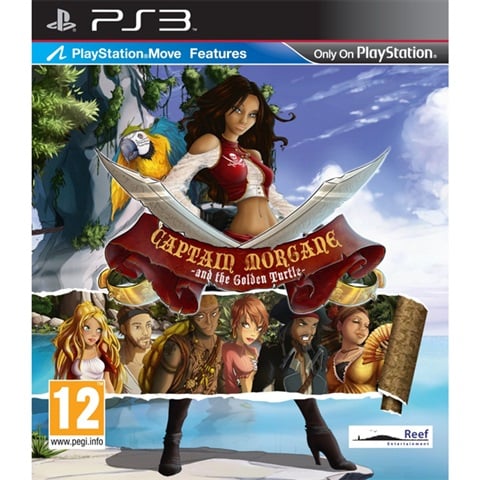 PS3
PlayStation®Move Features
Only On PlayStation®
CAPTAIN MORGANE
-and the Golden Turtle-
12
www.pegi.info
Reef
Entertainment